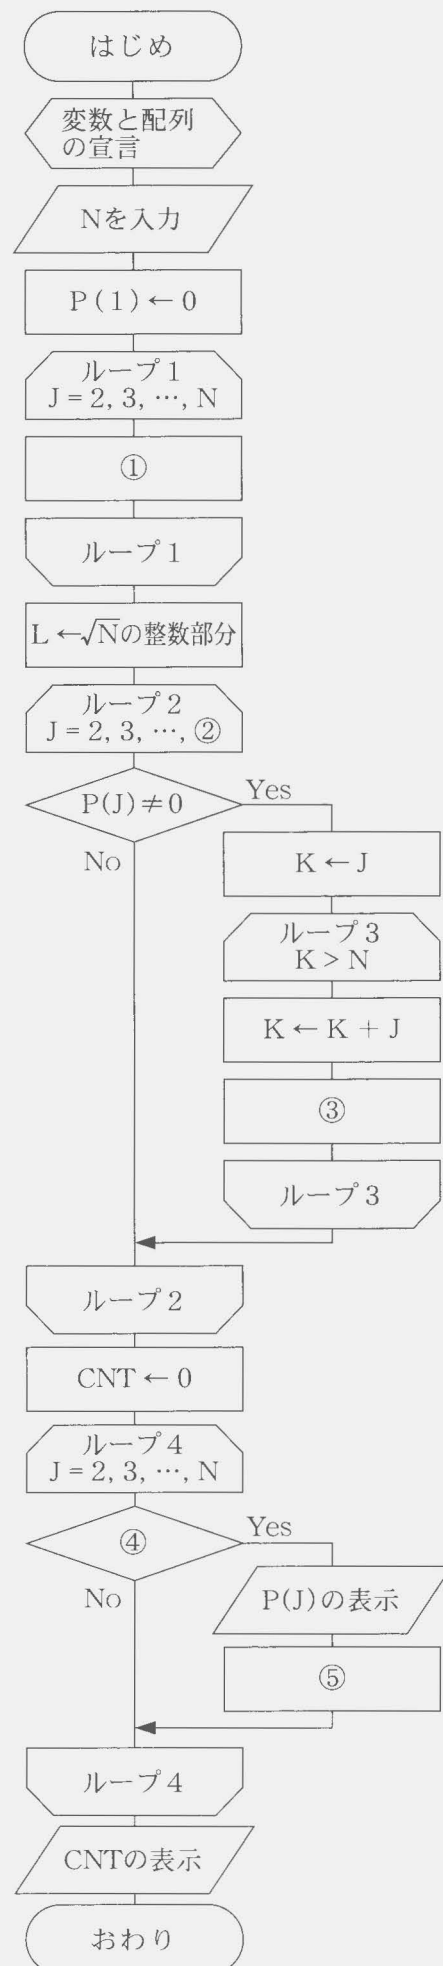 はじめ
変数と配列
の宣言
Nを入力
P(1)←0
ループ1
J=2, 3, …, N
①
ループ1
L←√Nの整数部分
ループ2
J=2, 3, …, ②
P(J)≠0
Yes
No
K←J
ループ3
K>N
K←K+J
③
ループ3
ループ2
CNT←0
ループ4
J=2, 3, …, N
④
Yes
No
P(J)の表示
⑤
ループ4
CNTの表示
おわり